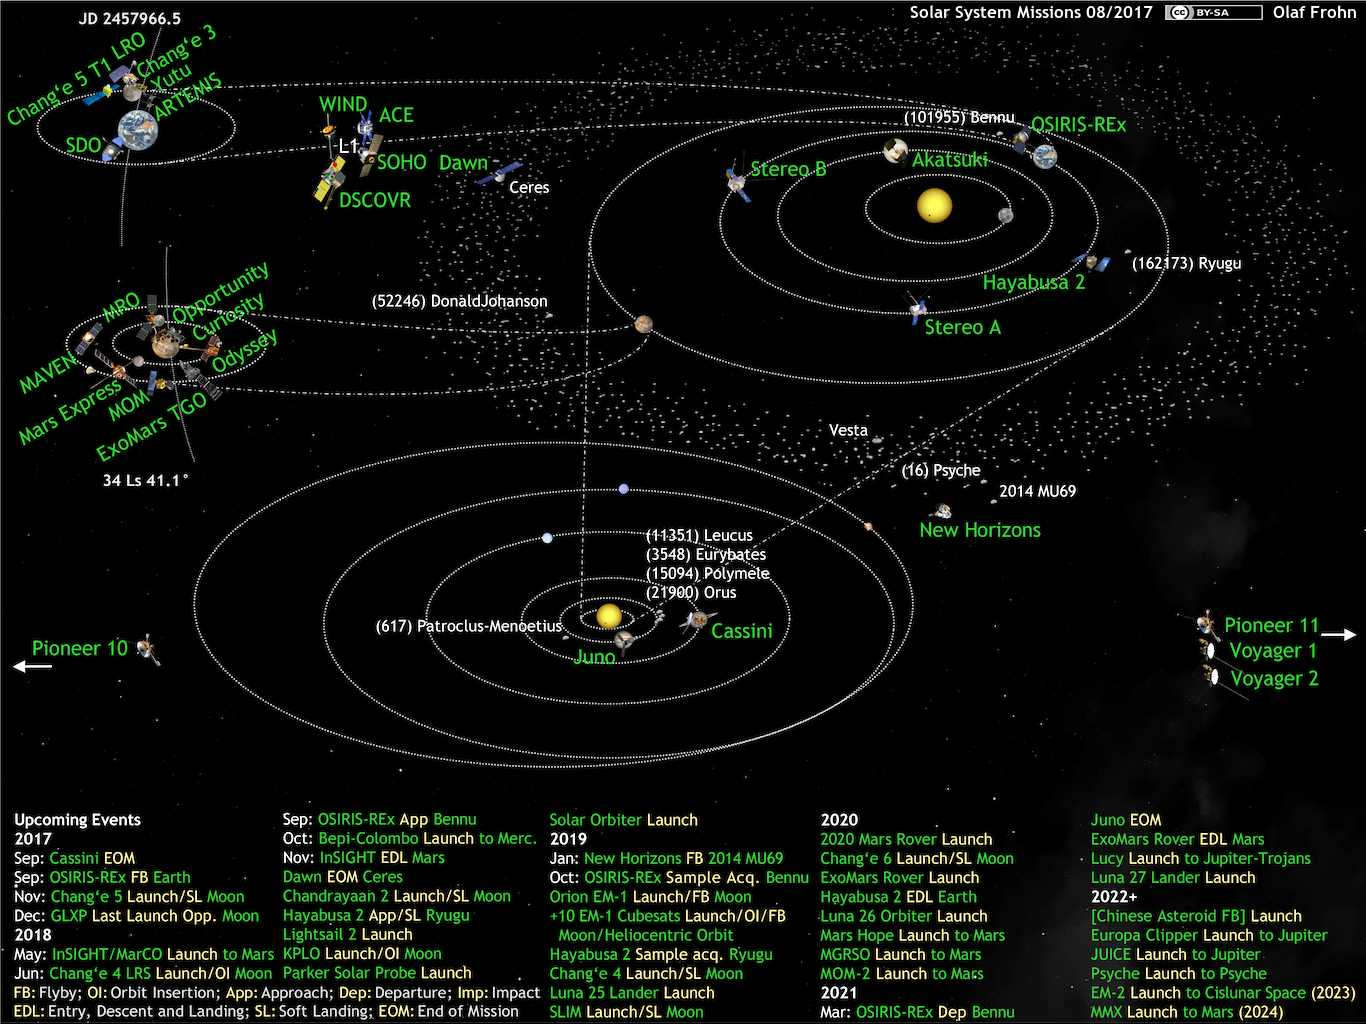 JD 2457966.5
Solar System Missions 08/2017
cc BY-SA
Olaf Frohn
Chang‘e 5 T1
LRO
Chang‘e 3
Yutu
ARTEMIS
SDO
WIND
ACE
L1
SOHO
DSCOVR
Dawn
Ceres
(101955) Bennu
OSIRIS-REx
Akatsuki
Stereo B
(162173) Ryugu
Hayabusa 2
Stereo A
(52246) DonaldJohanson
MRO
Opportunity
Curiosity
Odyssey
MAVEN
Mars Express
MOM
ExoMars TGO
34 Ls 41.1°
Vesta
(16) Psyche
2014 MU69
New Horizons
(11351) Leucus
(3548) Eurybates
(15094) Polymele
(21900) Orus
(617) Patroclus-Menoetius
Cassini
Juno
Pioneer 10
Pioneer 11
Voyager 1
Voyager 2
Upcoming Events
2017
Sep: Cassini EOM
Sep: OSIRIS-REx FB Earth
Nov: Chang‘e 5 Launch/SL Moon
Dec: GLXP Last Launch Opp. Moon
2018
May: InSIGHT/MarCO Launch to Mars
Jun: Chang‘e 4 LRS Launch/OI Moon
FB: Flyby; OI: Orbit Insertion; App: Approach; Dep: Departure; Imp: Impact
EDL: Entry, Descent and Landing; SL: Soft Landing; EOM: End of Mission
Sep: OSIRIS-REx App Bennu
Oct: Bepi-Colombo Launch to Merc.
Nov: InSIGHT EDL Mars
Dawn EOM Ceres
Chandrayaan 2 Launch/SL Moon
Hayabusa 2 App/SL Ryugu
Lightsail 2 Launch
KPLO Launch/OI Moon
Parker Solar Probe Launch
Solar Orbiter Launch
2019
Jan: New Horizons FB 2014 MU69
Oct: OSIRIS-REx Sample Acq. Bennu
Orion EM-1 Launch/FB Moon
+10 EM-1 Cubesats Launch/OI/FB
Moon/Heliocentric Orbit
Hayabusa 2 Sample acq. Ryugu
Chang‘e 4 Launch/SL Moon
Luna 25 Lander Launch
SLIM Launch/SL Moon
2020
2020 Mars Rover Launch
Chang‘e 6 Launch/SL Moon
ExoMars Rover Launch
Hayabusa 2 EDL Earth
Luna 26 Orbiter Launch
Mars Hope Launch to Mars
MGRSO Launch to Mars
MOM-2 Launch to Mars
2021
Mar: OSIRIS-REx Dep Bennu
Juno EOM
ExoMars Rover EDL Mars
Lucy Launch to Jupiter-Trojans
Luna 27 Lander Launch
2022+
[Chinese Asteroid FB] Launch
Europa Clipper Launch to Jupiter
JUICE Launch to Jupiter
Psyche Launch to Psyche
EM-2 Launch to Cislunar Space (2023)
MMX Launch to Mars (2024)